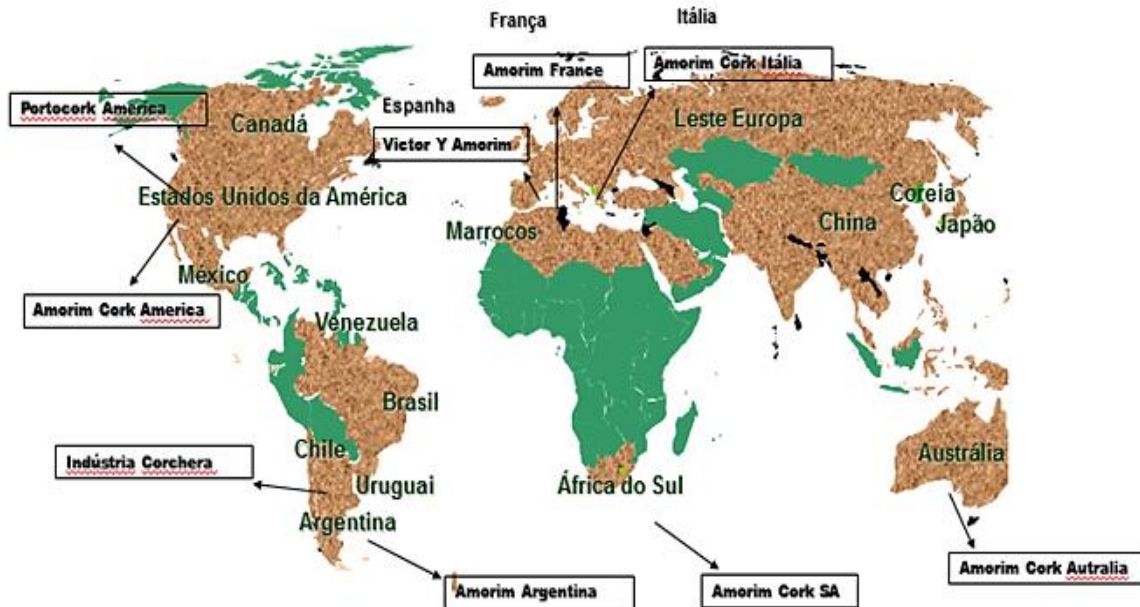 França
Itália
Amorim France
Amorim Cork Itália
Portocork America
Canadá
Espanha
Leste Europa
Victor Y Amorim
Estados Unidos da América
Coreia
Marrocos
China
Japão
México
Amorim Cork America
Venezuela
Brasil
Chile
Austrália
Indústria Corchera
Uruguai
África do Sul
Argentina
Amorim Cork Autralia
Amorim Argentina
Amorim Cork SA